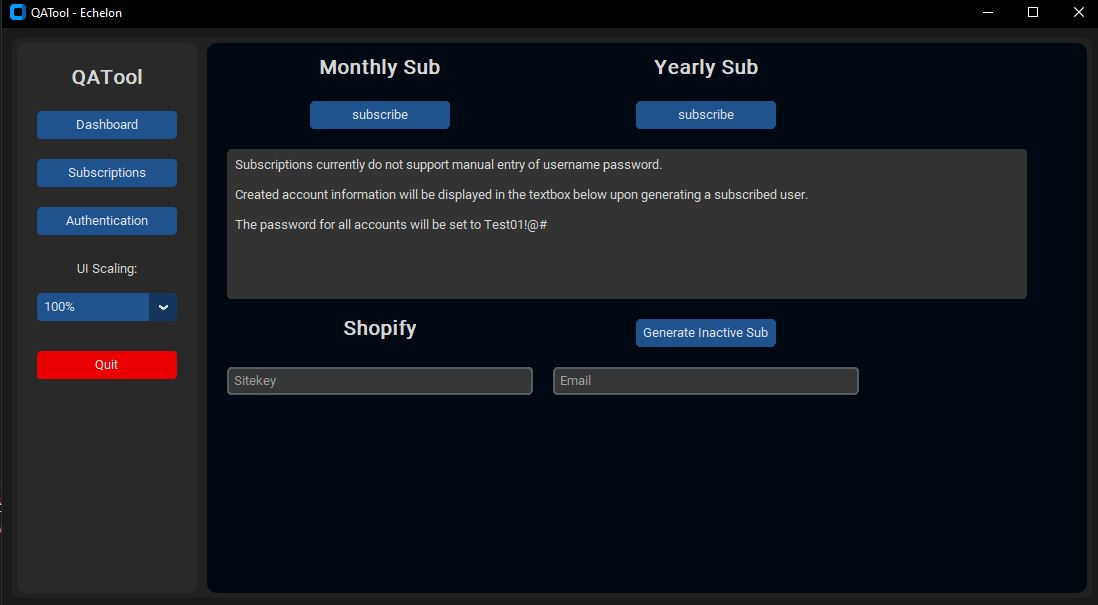 QATool - Echelon
QATool
Dashboard
Subscriptions
Authentication
UI Scaling:
100%
Quit
Monthly Sub
Yearly Sub
subscribe
subscribe
Subscriptions currently do not support manual entry of username password.
Created account information will be displayed in the textbox below upon generating a subscribed user.
The password for all accounts will be set to Test01!@#
Shopify
Generate Inactive Sub
Sitekey
Email